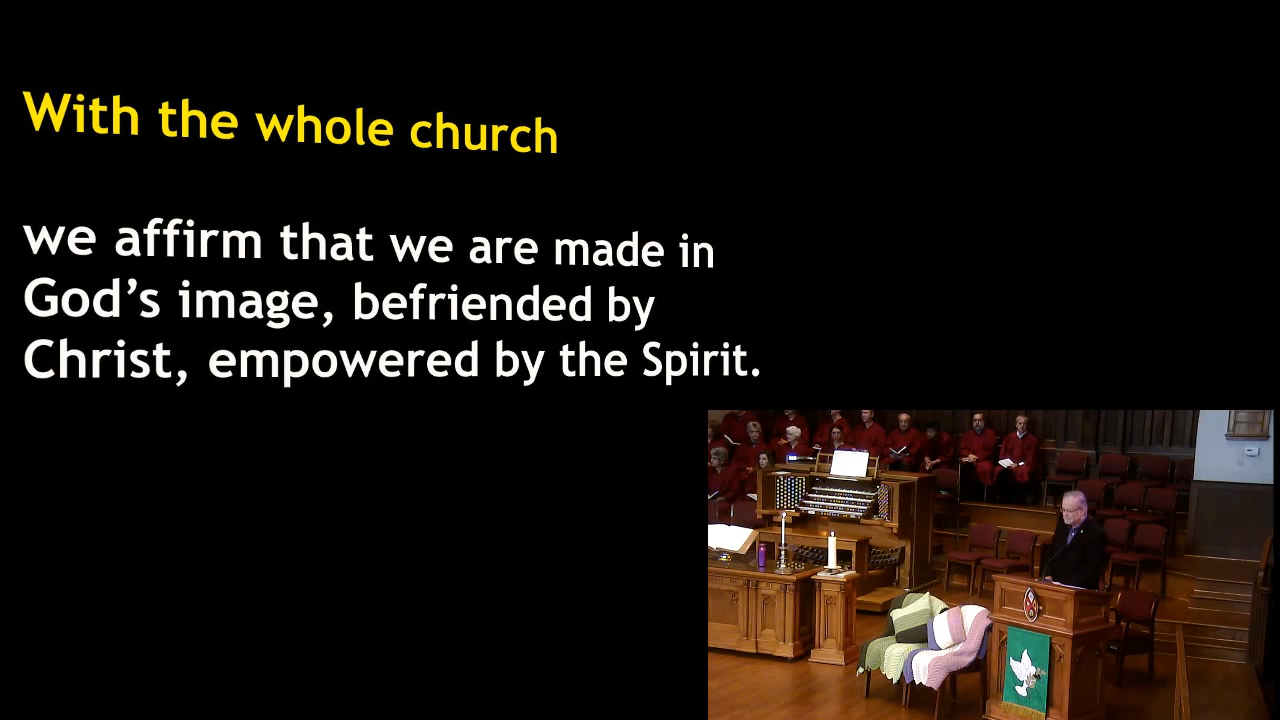 With the whole church
we affirm that we are made in
God’s image, befriended by
Christ, empowered by the Spirit.